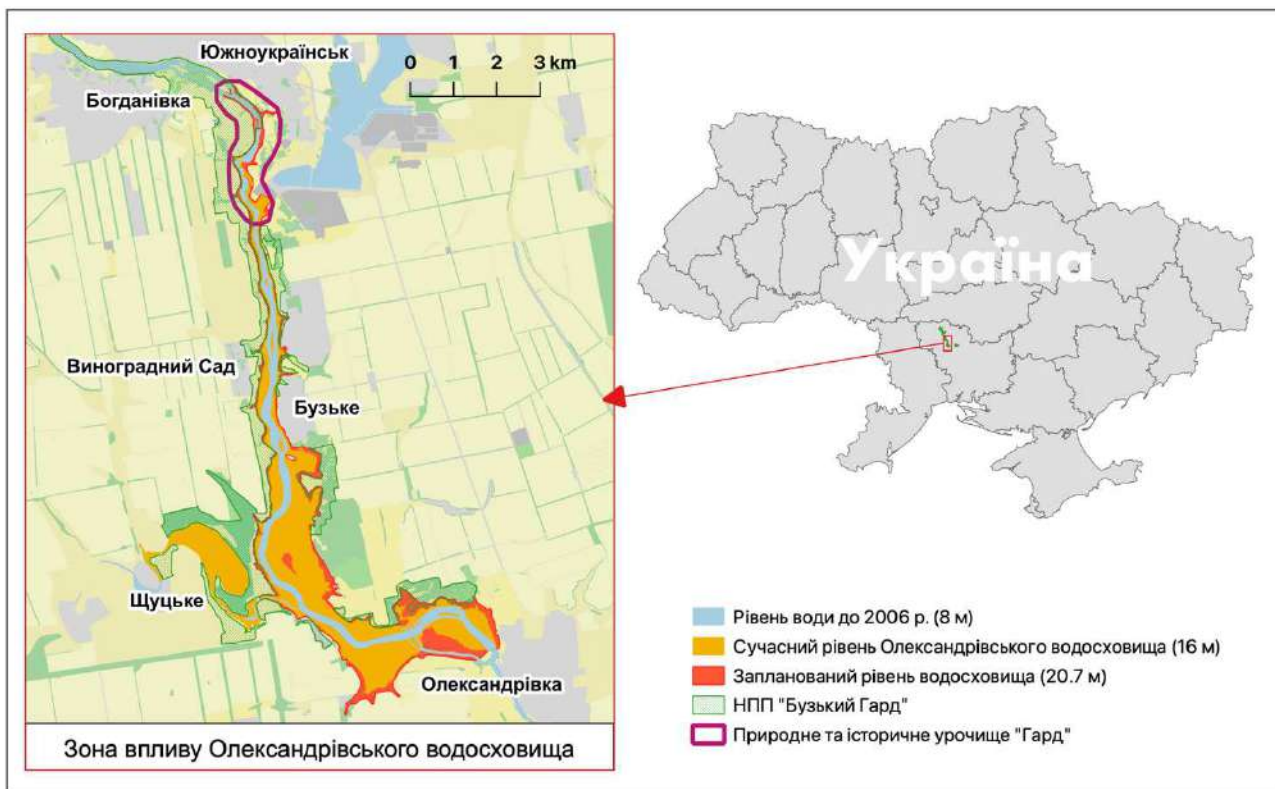 Южноукраїнськ
0 1 2 3 km
Богданівка
Виноградний Сад
Бузьке
Щуцьке
Олександрівка
Зона впливу Олександрівського водосховища
Україна
Рівень води до 2006 р. (8 м)
Сучасний рівень Олександрівського водосховища (16 м)
Запланований рівень водосховища (20.7 м)
НПП "Бузький Гард"
Природне та історичне урочище "Гард"